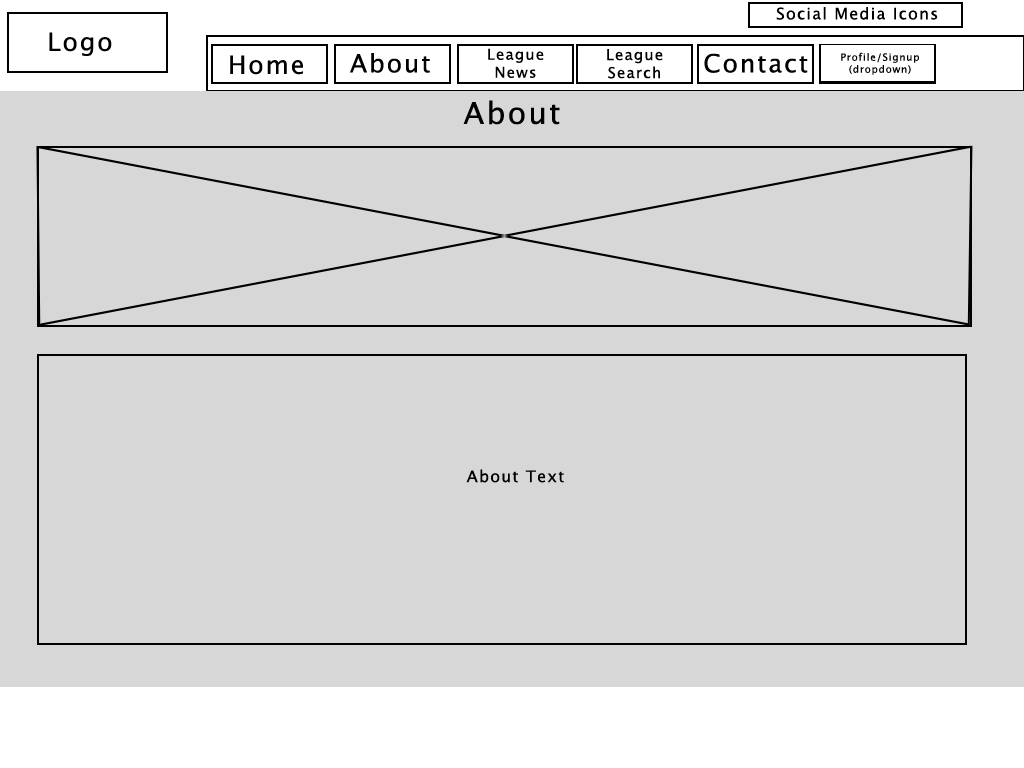 Social Media Icons
Logo
Home
About
League
News
League
Search
Contact
Profile/Signup
(dropdown)
About
About Text